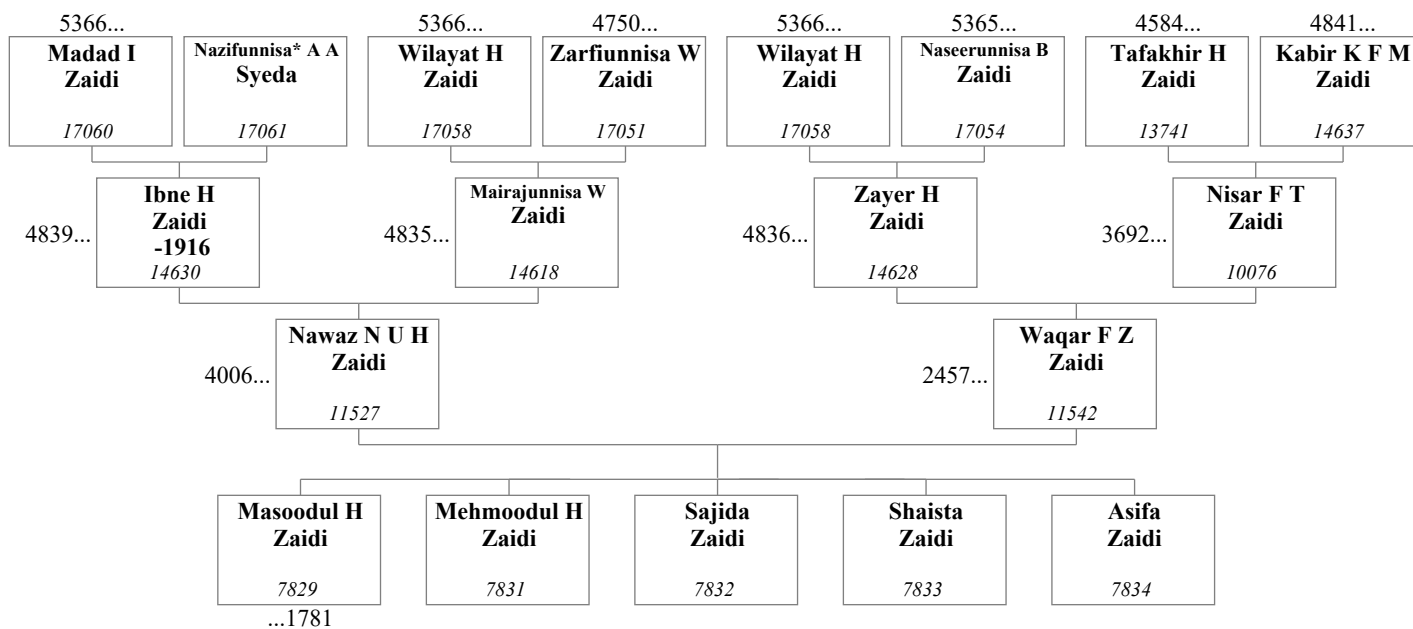 5366... 5366... 4750... 5366... 5365... 4584... 4841...
Madad I Nazifunnisa* A A Wilayat H Zarfiunnisa W Wilayat H Naseerunnisa B Tafakhir H Kabir K F M
Zaidi Syeda Zaidi Zaidi Zaidi Zaidi Zaidi Zaidi
17060 17061 17058 17051 17058 17054 13741 14637
Ibne H Mairajunnisa W Zayer H Nisar F T
Zaidi Zaidi Zaidi Zaidi
4839... -1916 4835... 4836... 3692...
14630 14618 14628 10076
Nawaz N U H Waqar F Z
Zaidi Zaidi
4006... 2457...
11527 11542
Masoodul H Mehmoodul H Sajida Shaista Asifa
Zaidi Zaidi Zaidi Zaidi Zaidi
7829 7831 7832 7833 7834
...1781